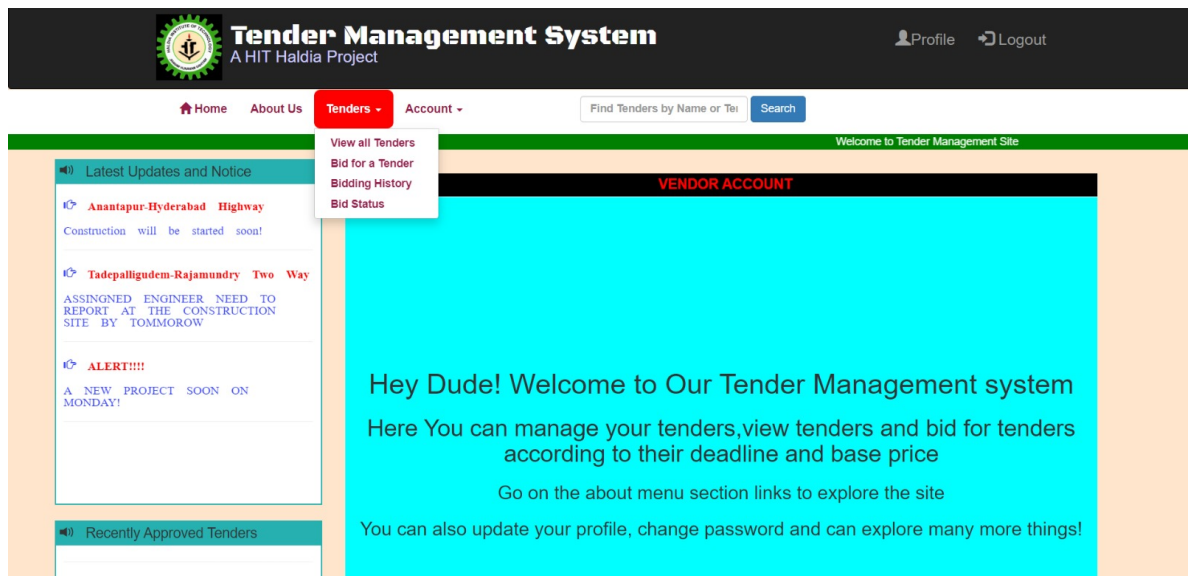 Tender Management System
A HIT Haldia Project
Profile
Logout
Home
About Us
Tenders
Account
Find Tenders by Name or Te
Search
View all Tenders
Bid for a Tender
Bidding History
Bid Status
Welcome to Tender Management Site
Latest Updates and Notice
Anantapur-Hyderabad Highway
Construction will be started soon!
Tadepalligudem-Rajamundry Two Way
ASSINGNED ENGINEER NEED TO
REPORT AT THE CONSTRUCTION
SITE BY TOMMOROW
ALERT!!!!
A NEW PROJECT SOON ON
MONDAY!
Recently Approved Tenders
VENDOR ACCOUNT
Hey Dude! Welcome to Our Tender Management system
Here You can manage your tenders,view tenders and bid for tenders
according to their deadline and base price
Go on the about menu section links to explore the site
You can also update your profile, change password and can explore many more things!